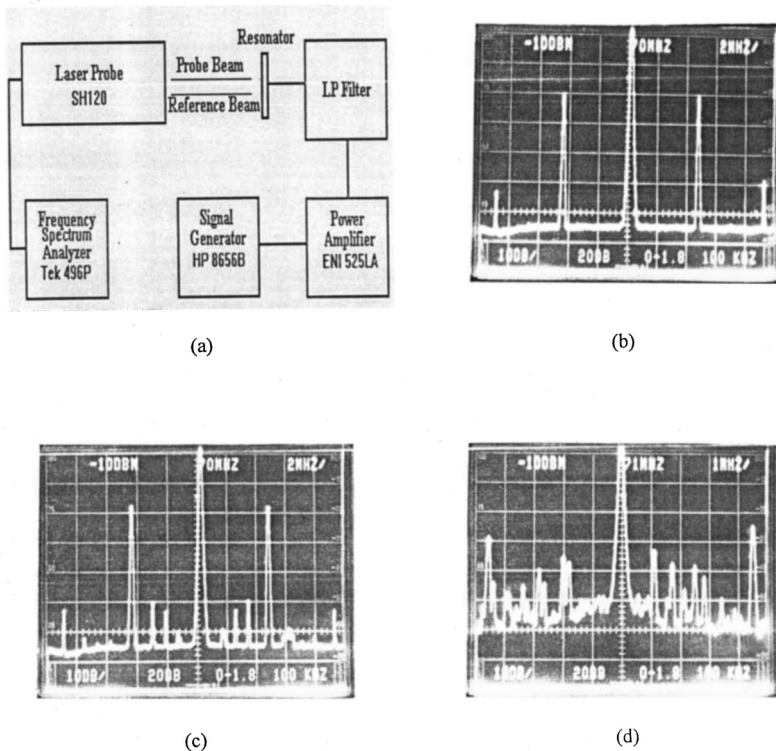 Resonator
Laser Probe
SH120
Probe Beam
Reference Beam
LP Filter
Frequency
Spectrum
Analyzer
Tek 496P
Signal
Generator
HP 8656B
Power
Amplifier
ENI 525LA
(a)
-10DBM 70MHZ 2MHZ/
10DB/ 20DB 0-1.8 100 KHZ
(b)
-10DBM 70MHZ 2MHZ/
10DB/ 20DB 0-1.8 100 KHZ
(c)
-10DBM 71MHZ 1MHZ/
10DB/ 20DB 0-1.8 100 KHZ
(d)